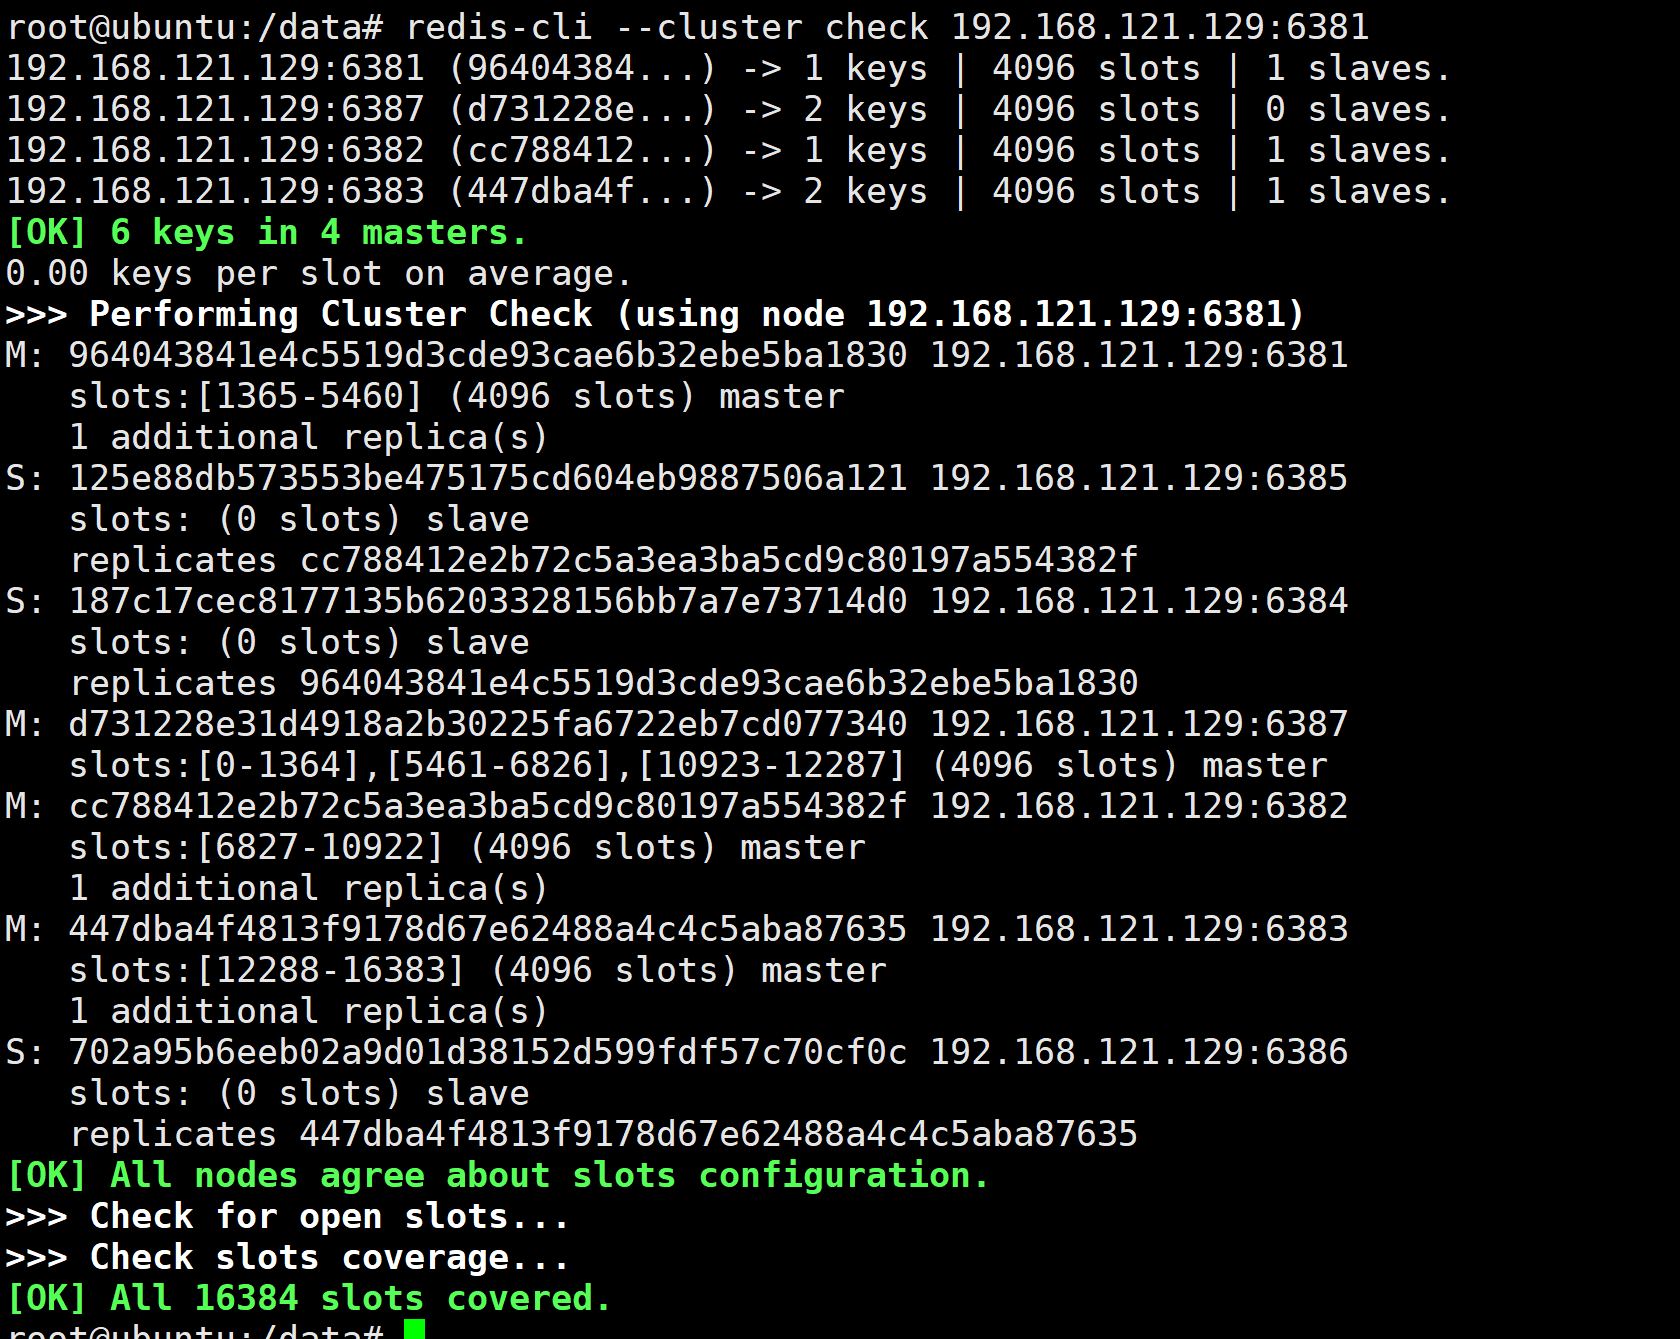 root@ubuntu:/data# redis-cli --cluster check 192.168.121.129:6381
192.168.121.129:6381 (96404384...) -> 1 keys | 4096 slots | 1 slaves.
192.168.121.129:6387 (d731228e...) -> 2 keys | 4096 slots | 0 slaves.
192.168.121.129:6382 (cc788412...) -> 1 keys | 4096 slots | 1 slaves.
192.168.121.129:6383 (447dba4f...) -> 2 keys | 4096 slots | 1 slaves.
[OK] 6 keys in 4 masters.
0.00 keys per slot on average.
>>> Performing Cluster Check (using node 192.168.121.129:6381)
M: 964043841e4c5519d3cde93cae6b32ebe5ba1830 192.168.121.129:6381
   slots:[1365-5460] (4096 slots) master
   1 additional replica(s)
S: 125e88db573553be475175cd604eb9887506a121 192.168.121.129:6385
   slots: (0 slots) slave
   replicates cc788412e2b72c5a3ea3ba5cd9c80197a554382f
S: 187c17cec8177135b6203328156bb7a7e73714d0 192.168.121.129:6384
   slots: (0 slots) slave
   replicates 964043841e4c5519d3cde93cae6b32ebe5ba1830
M: d731228e31d4918a2b30225fa6722eb7cd077340 192.168.121.129:6387
   slots:[0-1364],[5461-6826],[10923-12287] (4096 slots) master
M: cc788412e2b72c5a3ea3ba5cd9c80197a554382f 192.168.121.129:6382
   slots:[6827-10922] (4096 slots) master
   1 additional replica(s)
M: 447dba4f4813f9178d67e62488a4c4c5aba87635 192.168.121.129:6383
   slots:[12288-16383] (4096 slots) master
   1 additional replica(s)
S: 702a95b6eeb02a9d01d38152d599fdf57c70cf0c 192.168.121.129:6386
   slots: (0 slots) slave
   replicates 447dba4f4813f9178d67e62488a4c4c5aba87635
[OK] All nodes agree about slots configuration.
>>> Check for open slots...
>>> Check slots coverage...
[OK] All 16384 slots covered.
root@ubuntu:/data#